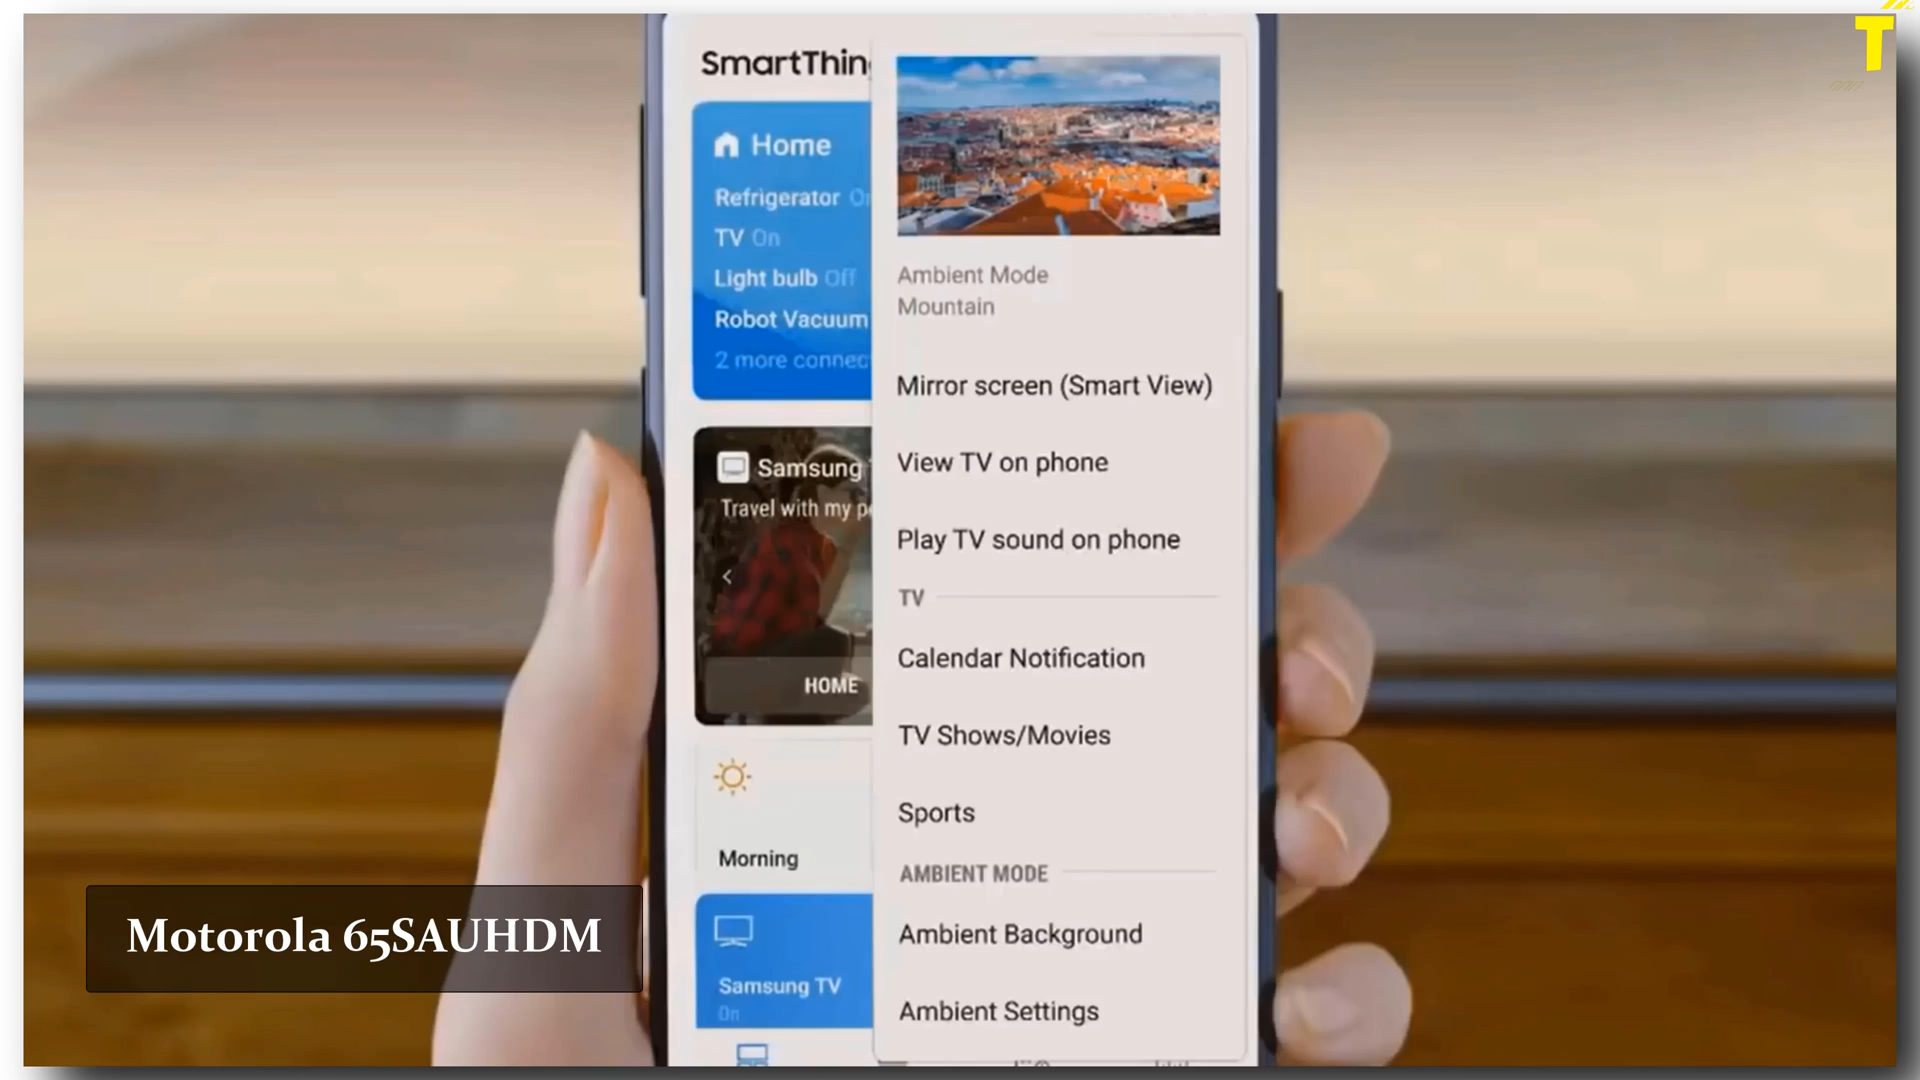 T
SmartThin
Home
Refrigerator
TV On
Light bulb Off
Robot Vacuum
2 more connec
Samsung
Travel with my
HOME
Morning
Samsung TV
On
Ambient Mode
Mountain
Mirror screen (Smart View)
View TV on phone
Play TV sound on phone
TV
Calendar Notification
TV Shows/Movies
Sports
AMBIENT MODE
Ambient Background
Ambient Settings
Motorola 65SAUHDM